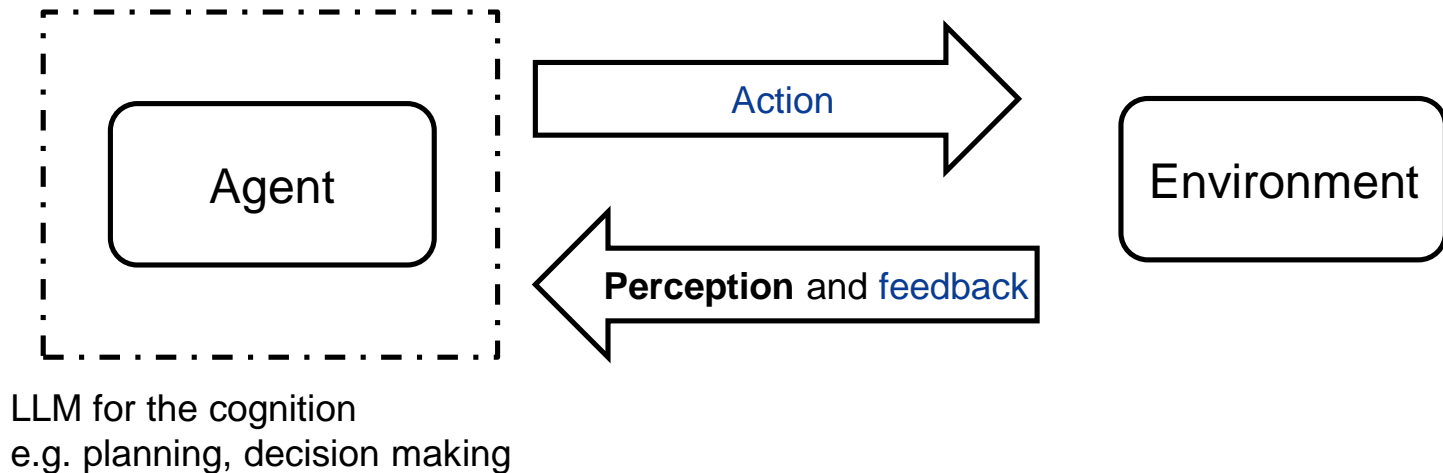 Action
Agent
Environment
Perception and feedback
LLM for the cognition
e.g. planning, decision making